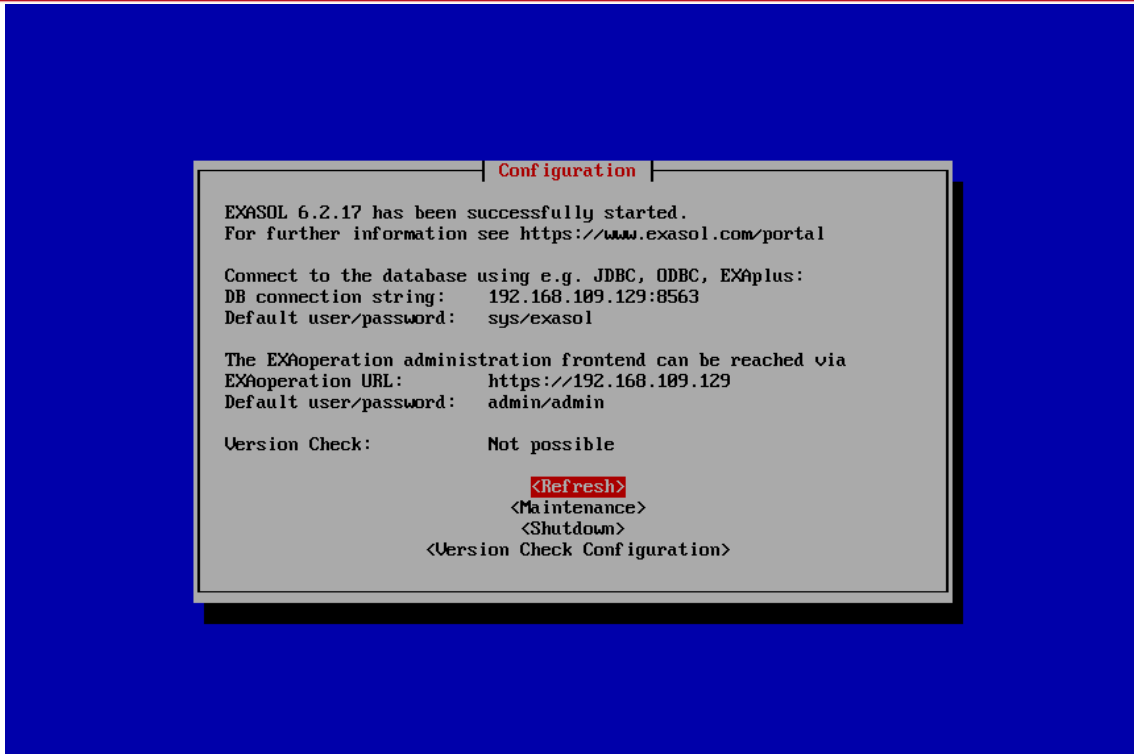 Configuration
EXASOL 6.2.17 has been successfully started.
For further information see https://www.exasol.com/portal
Connect to the database using e.g. JDBC, ODBC, EXAplus:
DB connection string: 192.168.109.129:8563
Default user/password: sys/exasol
The EXAoperation administration frontend can be reached via
EXAoperation URL: https://192.168.109.129
Default user/password: admin/admin
Version Check: Not possible
<Refresh>
<Maintenance>
<Shutdown>
<Version Check Configuration>